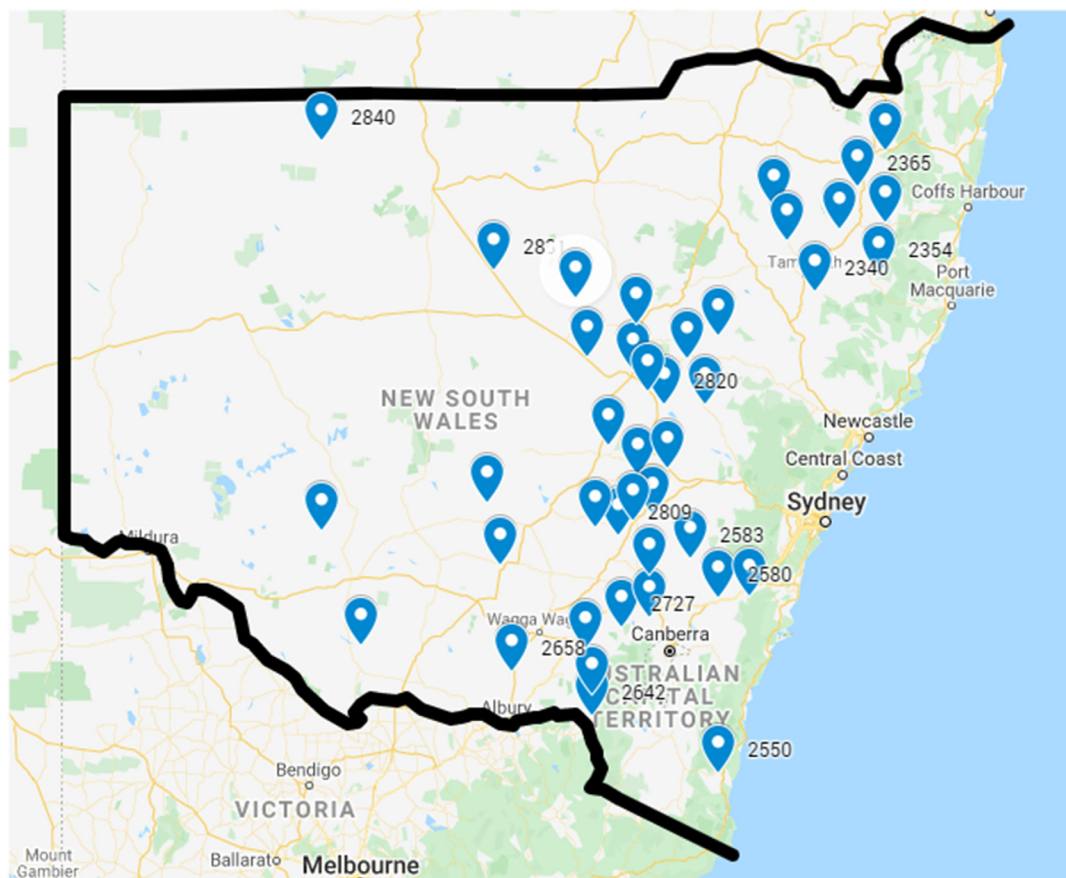 2840
2365
Coffs Harbour
2354
2340
Port
Macquarie
NEW SOUTH
WALES
2820
Newcastle
Central Coast
Sydney
2809
2583
Mildura
2580
2727
Canberra
2658
2642
TERRITORY
Albury
2550
Bendigo
VICTORIA
Mount
Gambier
Ballarat
Melbourne